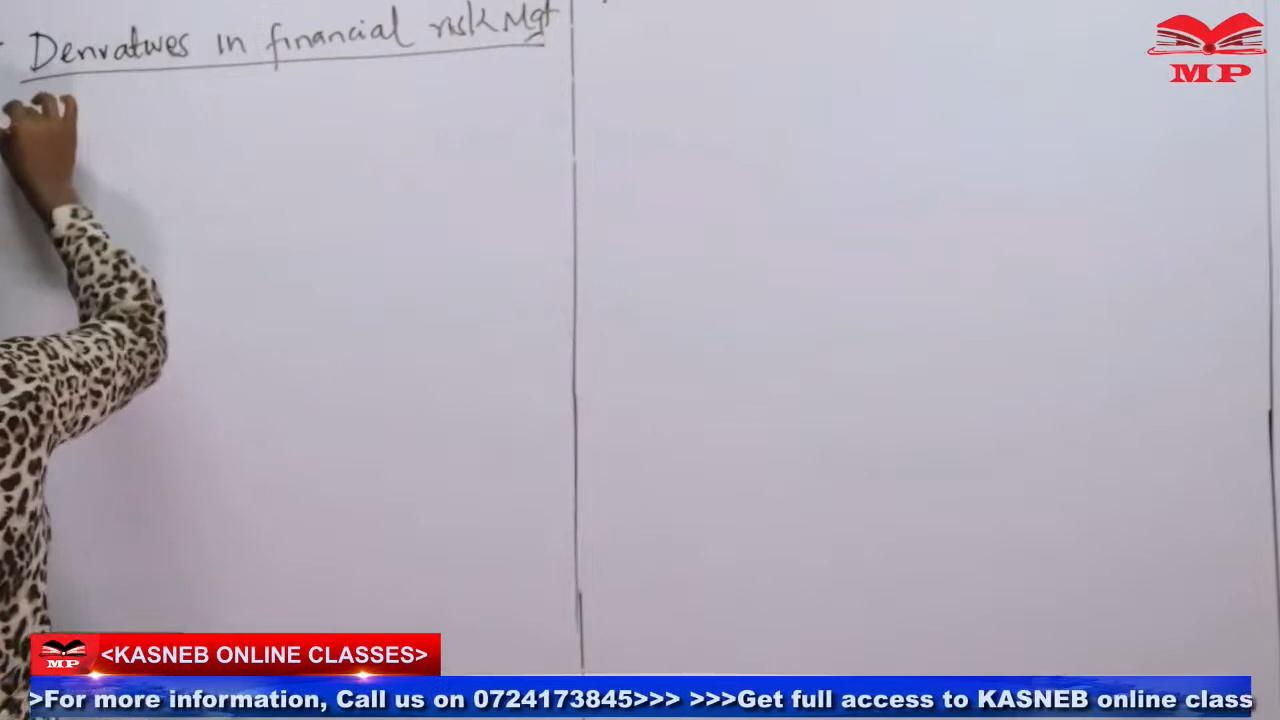 Derivatives in financial risk Mgt
MP
MP
<KASNEB ONLINE CLASSES>
>For more information, Call us on 0724173845>>> >>>Get full access to KASNEB online class